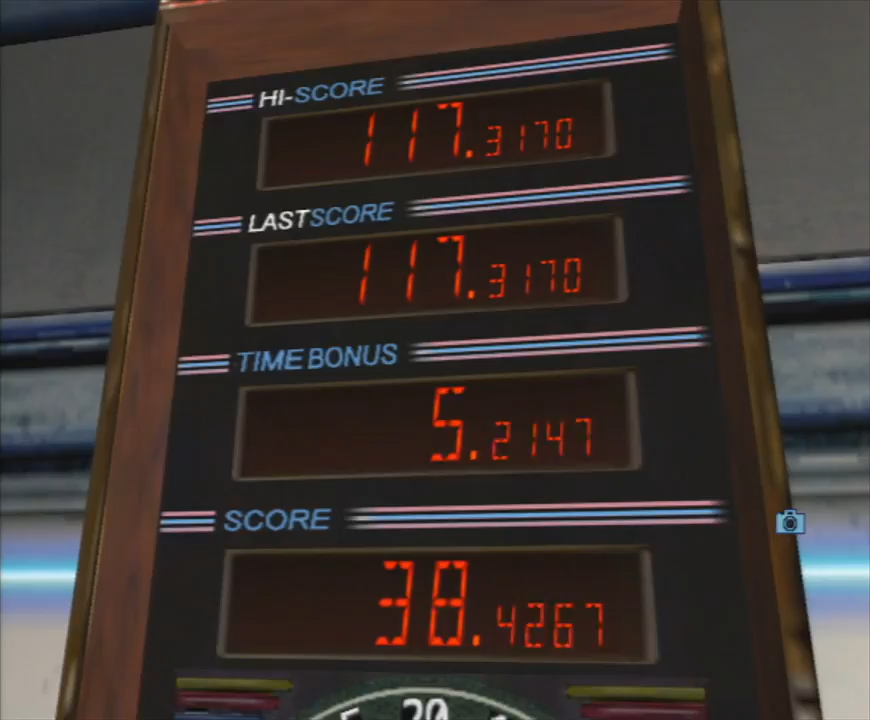 HI-SCORE
117.3170
LASTSCORE
117.3170
TIME BONUS
5.2147
SCORE
38.4267
20